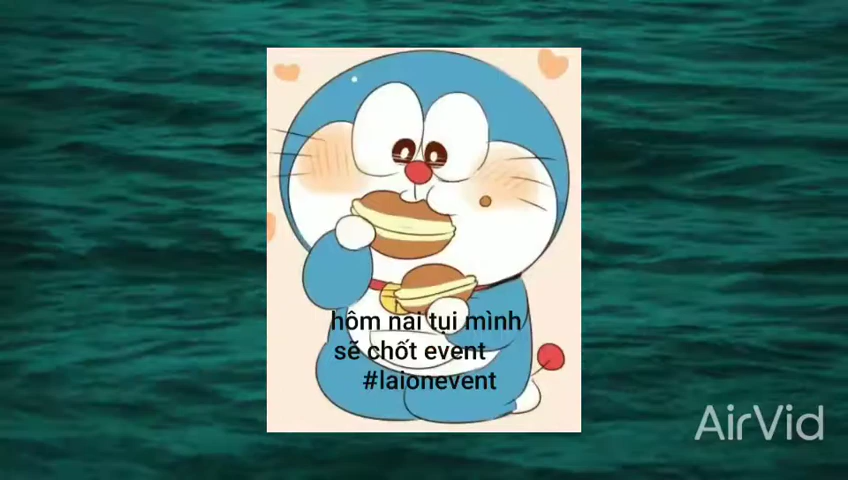 hôm nai tụi mình
sẽ chốt event
#laionevent
AirVid